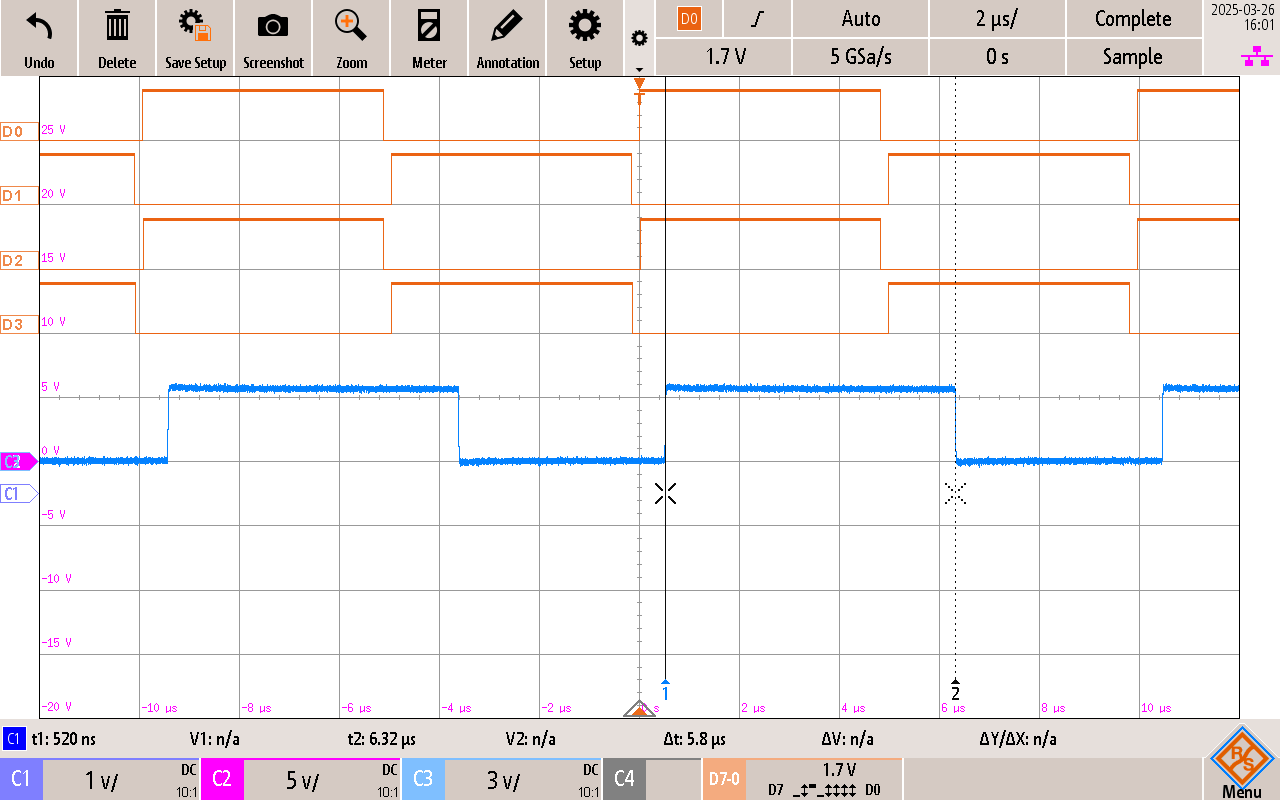 D0 Auto 2 µs/ Complete 2025-03-26
16:01
Undo Delete Save Setup Screenshot Zoom Meter Annotation Setup
1.7 V 5 GSa/s 0 s Sample
T
D0 25 V
D1 20 V
D2 15 V
D3 10 V
5 V
0 V
C2
C1
-5 V
-10 V
-15 V
1 2
-20 V -10 µs -8 µs -6 µs -4 µs -2 µs s 2 µs 4 µs 6 µs 8 µs 10 µs
C1 t1: 520 ns V1: n/a t2: 6.32 µs V2: n/a Δt: 5.8 µs ΔV: n/a ΔY/ΔX: n/a
C1 1 V/ DC 10:1 C2 5 V/ DC 10:1 C3 3 V/ DC 10:1 C4 D7-0 1.7 V
D7 D0
R S
Menu